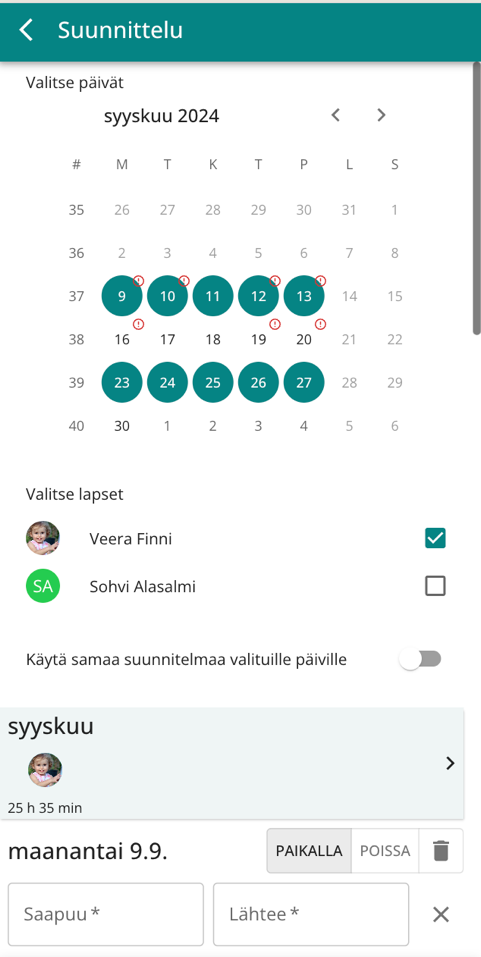 Suunnittelu
Valitse päivät
syyskuu 2024
# M T K T P L S
35 26 27 28 29 30 31 1
36 2 3 4 5 6 7 8
37 9 10 11 12 13 14 15
38 16 17 18 19 20 21 22
39 23 24 25 26 27 28 29
40 30 1 2 3 4 5 6
Valitse lapset
Veera Finni
SA Sohvi Alasalmi
Käytä samaa suunnitelmaa valituille päiville
syyskuu
25 h 35 min
maanantai 9.9. PAIKALLA POISSA
Saapuu * Lähtee *